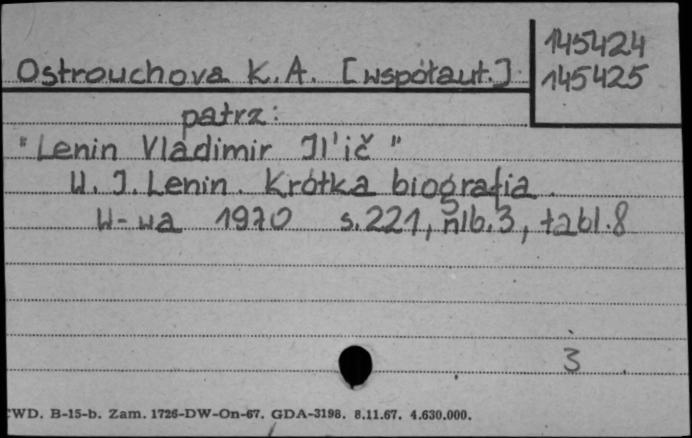 145424
Ostrouchova K.A. [współaut.] 145425
patrz:
"Lenin Vladimir Il'ič"
W. I. Lenin. Krótka biografia.
W-wa 1970 s.221, nlb.3, tabl.8
3
WD. B-15-b. Zam. 1726-DW-On-67. GDA-3198. 8.11.67. 4.630.000.